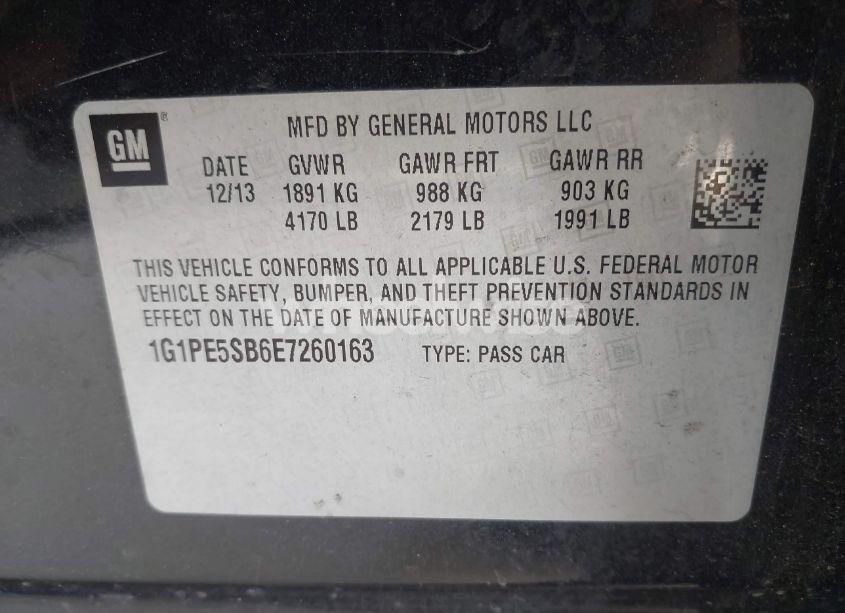 GM
MFD BY GENERAL MOTORS LLC
DATE GVWR GAWR FRT GAWR RR
12/13 1891 KG 988 KG 903 KG
4170 LB 2179 LB 1991 LB
THIS VEHICLE CONFORMS TO ALL APPLICABLE U.S. FEDERAL MOTOR
VEHICLE SAFETY, BUMPER, AND THEFT PREVENTION STANDARDS IN
EFFECT ON THE DATE OF MANUFACTURE SHOWN ABOVE.
1G1PE5SB6E7260163 TYPE: PASS CAR